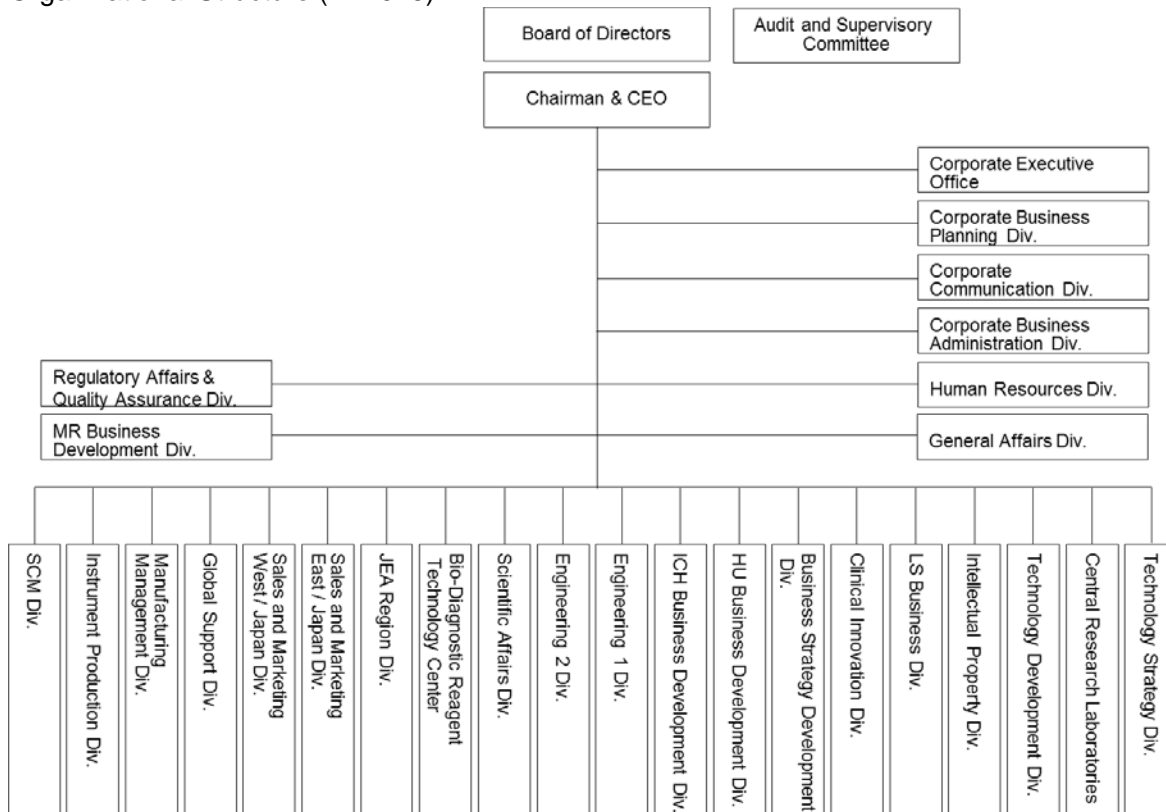 Board of Directors
Audit and Supervisory
Committee
Chairman & CEO
Corporate Executive
Office
Corporate Business
Planning Div.
Corporate
Communication Div.
Corporate Business
Administration Div.
Regulatory Affairs &
Quality Assurance Div.
Human Resources Div.
MR Business
Development Div.
General Affairs Div.
SCM Div.
Instrument Production Div.
Manufacturing
Management Div.
Global Support Div.
Sales and Marketing
West / Japan Div.
Sales and Marketing
East / Japan Div.
JEA Region Div.
Bio-Diagnostic Reagent
Technology Center
Scientific Affairs Div.
Engineering 2 Div.
Engineering 1 Div.
ICH Business Development Div.
HU Business Development Div.
Business Strategy Development
Div.
Clinical Innovation Div.
LS Business Div.
Intellectual Property Div.
Technology Development Div.
Central Research Laboratories
Technology Strategy Div.